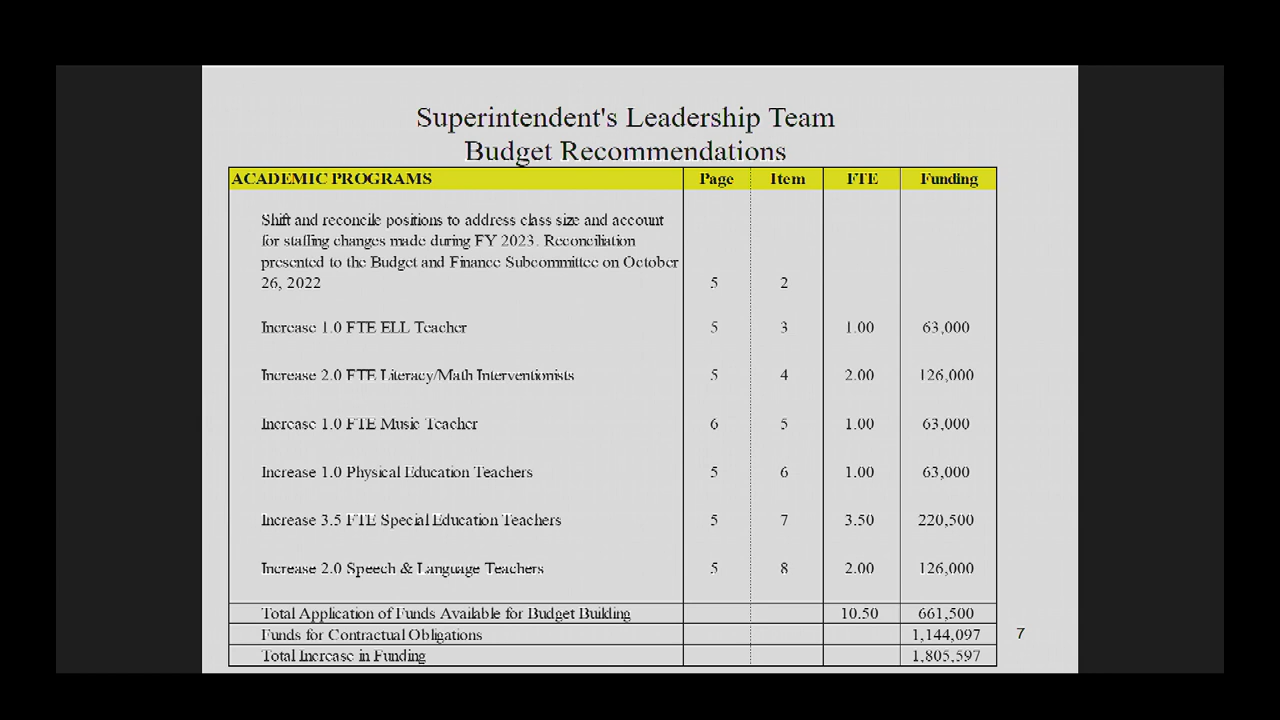 Superintendent's Leadership Team
Budget Recommendations
ACADEMIC PROGRAMS Page Item FTE Funding
Shift and reconcile positions to address class size and account
for staffing changes made during FY 2023. Reconciliation
presented to the Budget and Finance Subcommittee on October
26, 2022 5 2
Increase 1.0 FTE ELL Teacher 5 3 1.00 63,000
Increase 2.0 FTE Literacy/Math Interventionists 5 4 2.00 126,000
Increase 1.0 FTE Music Teacher 6 5 1.00 63,000
Increase 1.0 Physical Education Teachers 5 6 1.00 63,000
Increase 3.5 FTE Special Education Teachers 5 7 3.50 220,500
Increase 2.0 Speech & Language Teachers 5 8 2.00 126,000
Total Application of Funds Available for Budget Building 10.50 661,500
Funds for Contractual Obligations 1,144,097
Total Increase in Funding 1,805,597
7